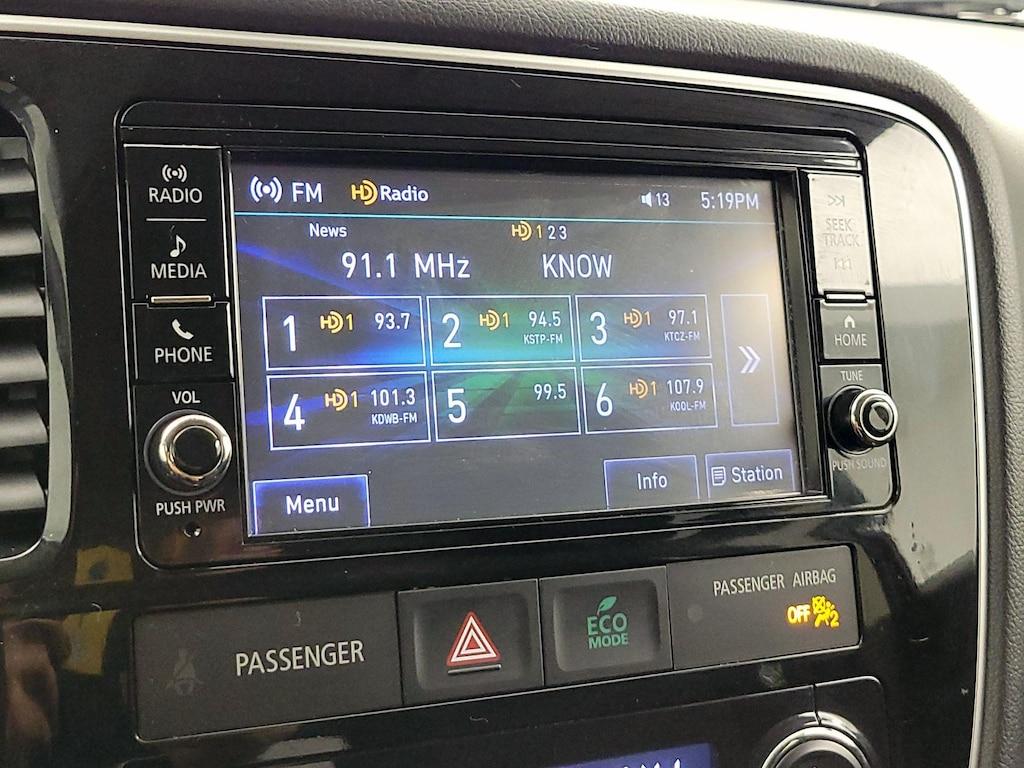 RADIO
MEDIA
PHONE
VOL
PUSH PWR
FM HD Radio 13 5:19PM
News HD 1 2 3
91.1 MHz KNOW
1 HD1 93.7
2 HD1 94.5
KSTP-FM
3 HD1 97.1
KTCZ-FM
4 HD1 101.3
KDWB-FM
5 99.5
6 HD1 107.9
KOOL-FM
Menu
Info
Station
SEEK
TRACK
HOME
TUNE
PUSH SOUND
PASSENGER
ECO
MODE
PASSENGER AIRBAG
OFF 2